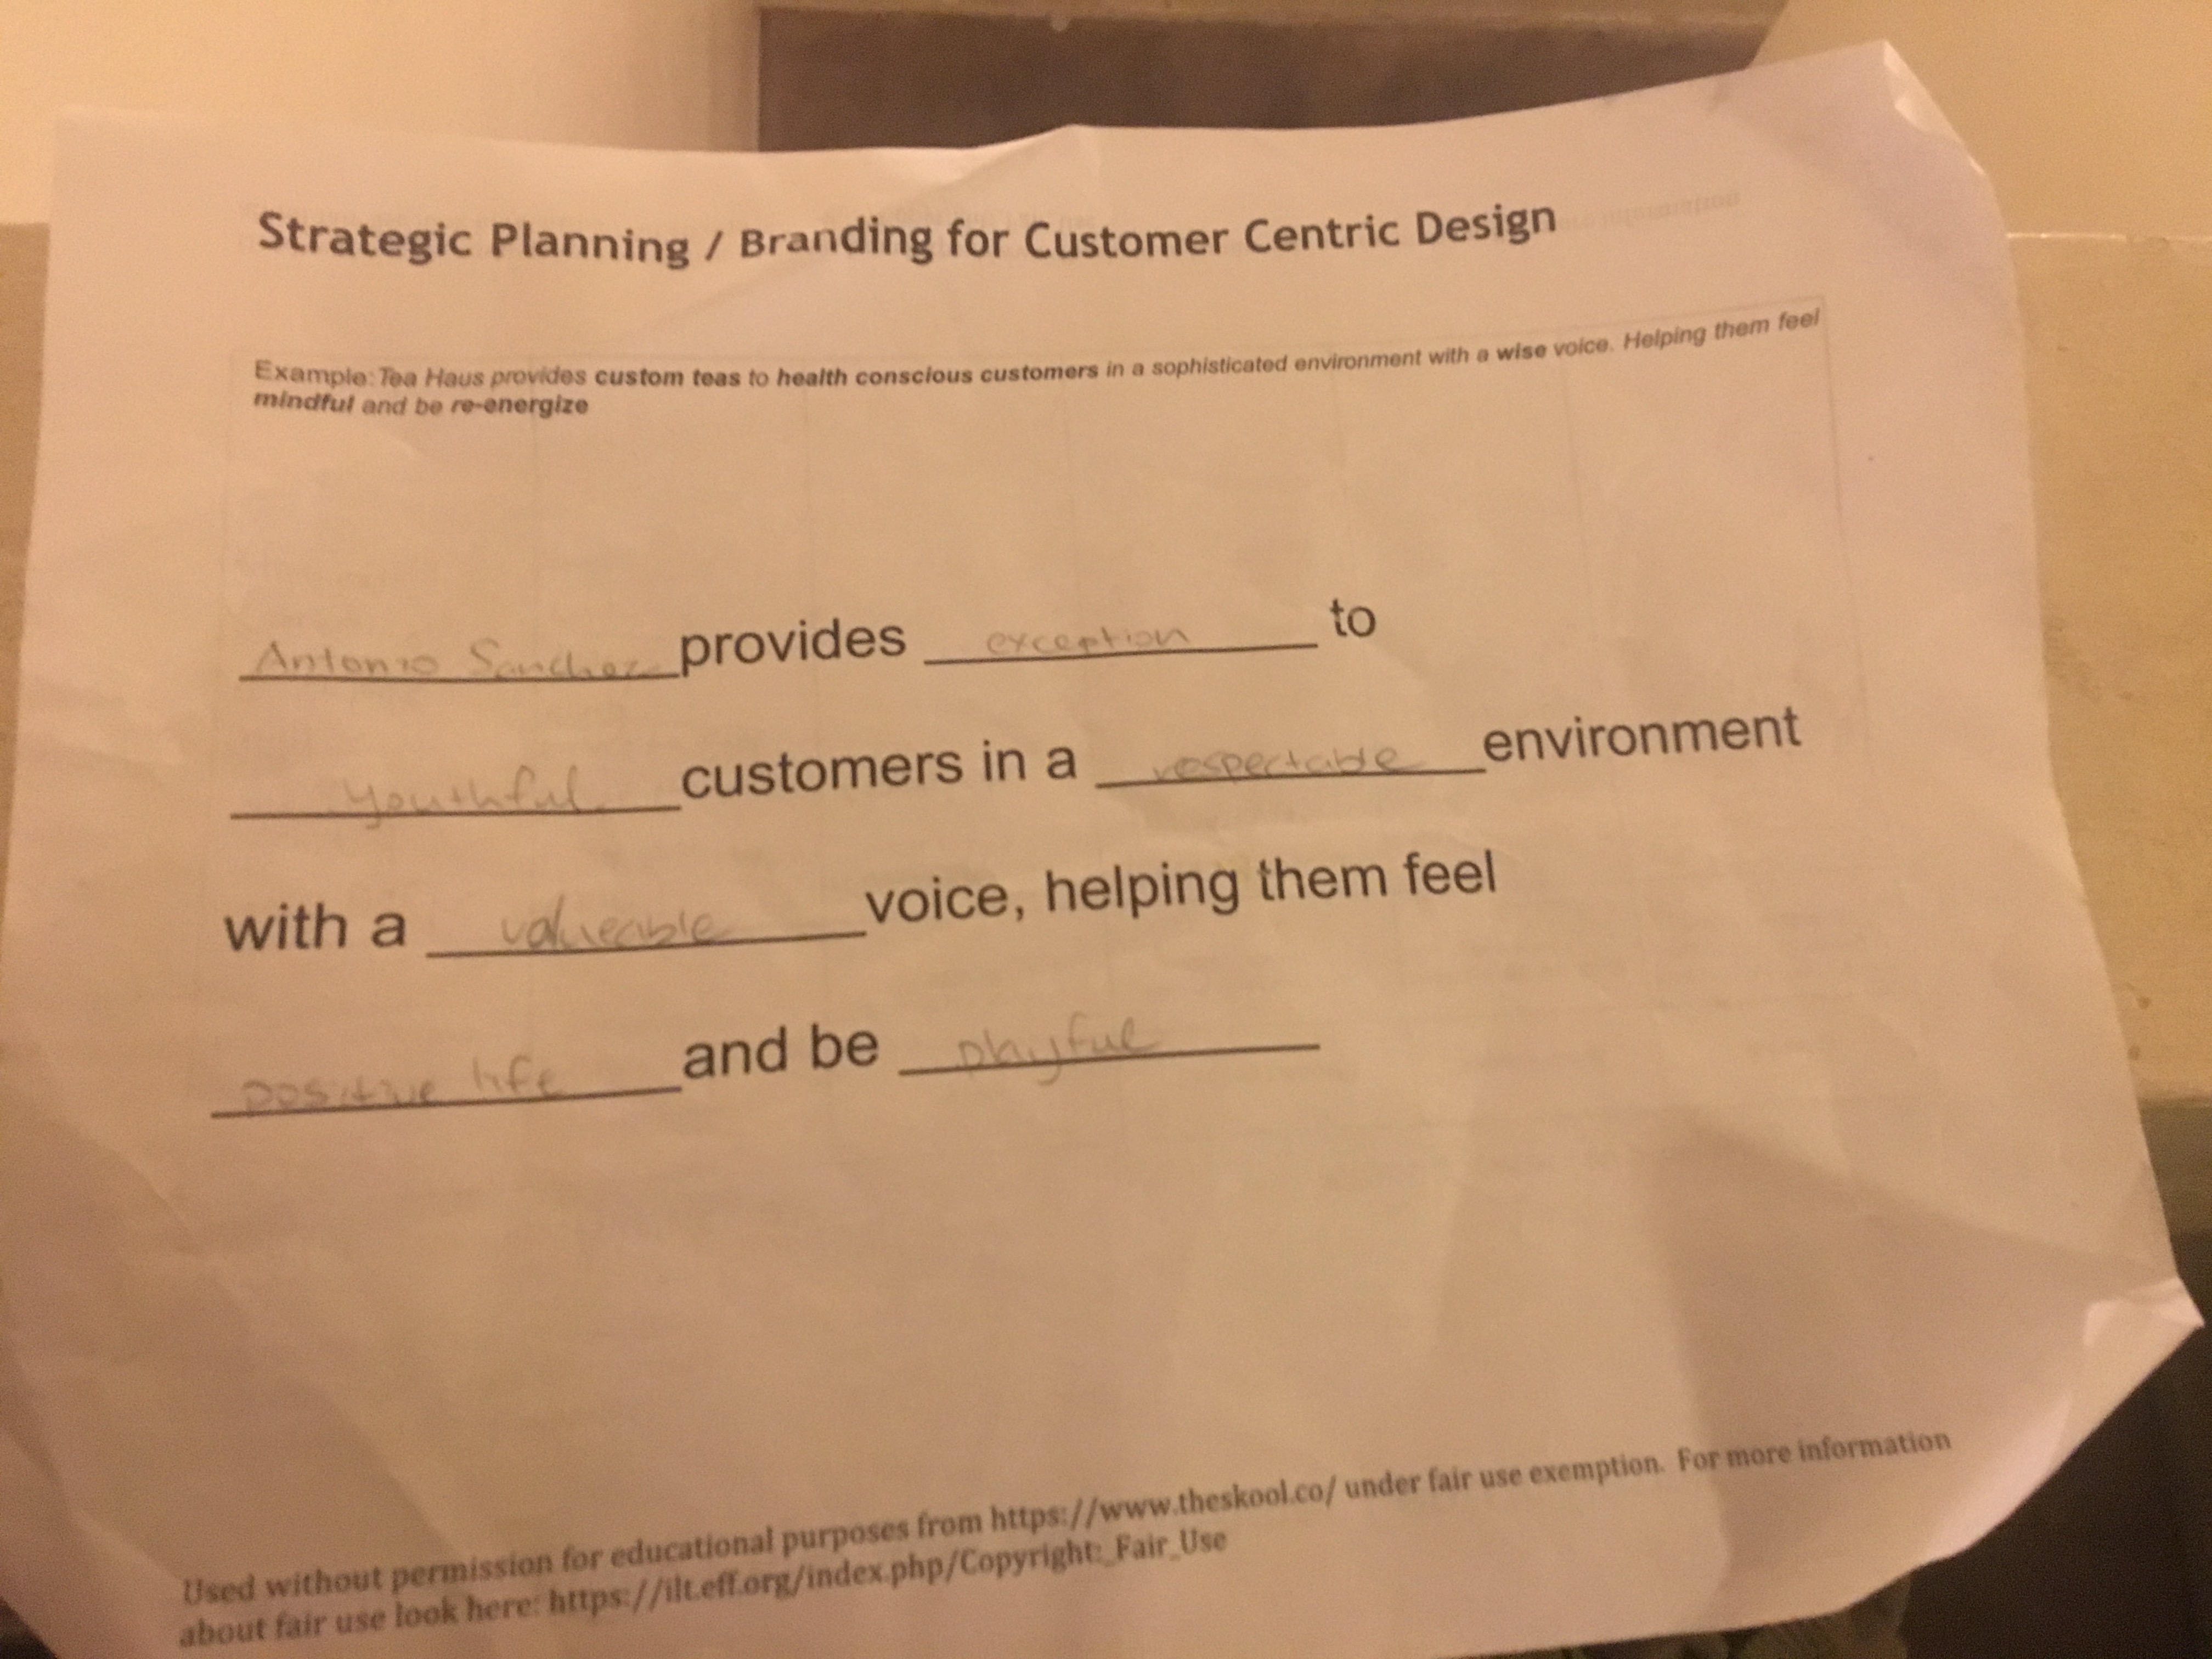 Strategic Planning / Branding for Customer Centric Design
Example: Tea Haus provides custom teas to health conscious customers in a sophisticated environment with a wise voice. Helping them feel
mindful and be re-energize
Antonio Sanchez provides exception to
youthful customers in a respectable environment
with a valueable voice, helping them feel
positive life and be playful
Used without permission for educational purposes from https://www.theskool.co/ under fair use exemption. For more information
about fair use look here: https://ilt.eff.org/index.php/Copyright:_Fair_Use